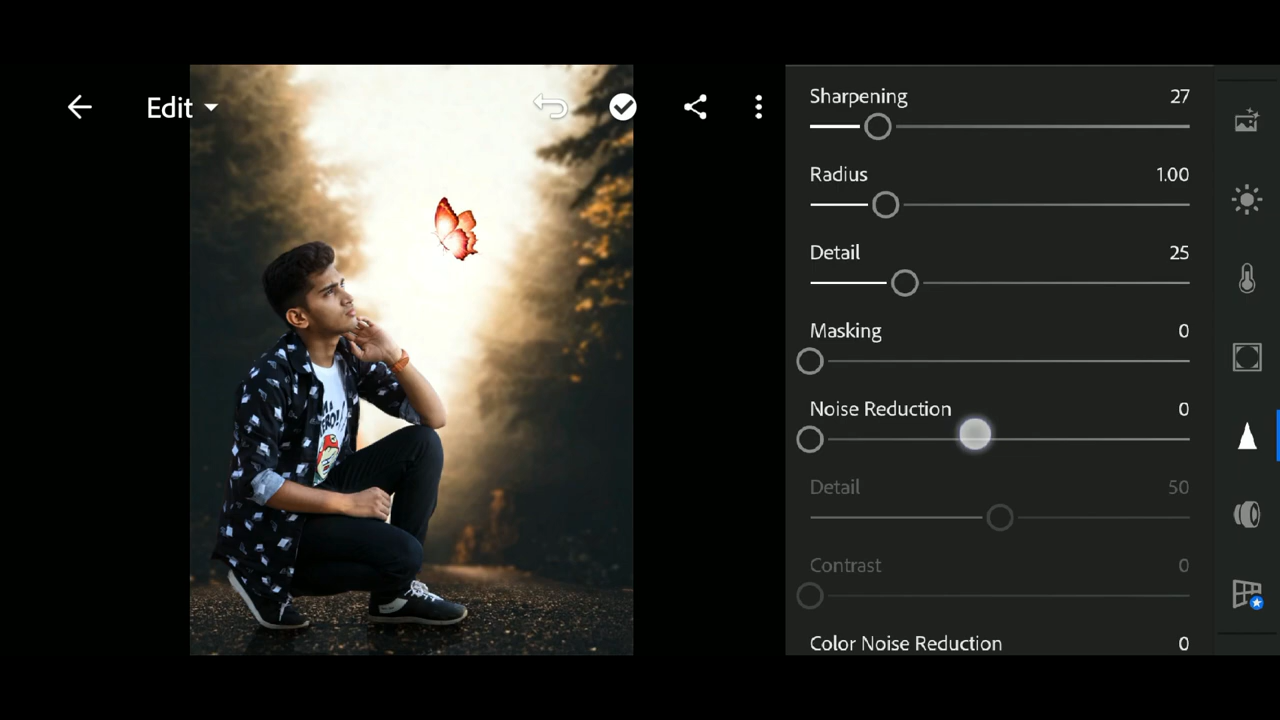 Edit
Sharpening 27
Radius 1.00
Detail 25
Masking 0
Noise Reduction 0
Detail 50
Contrast 0
Color Noise Reduction 0